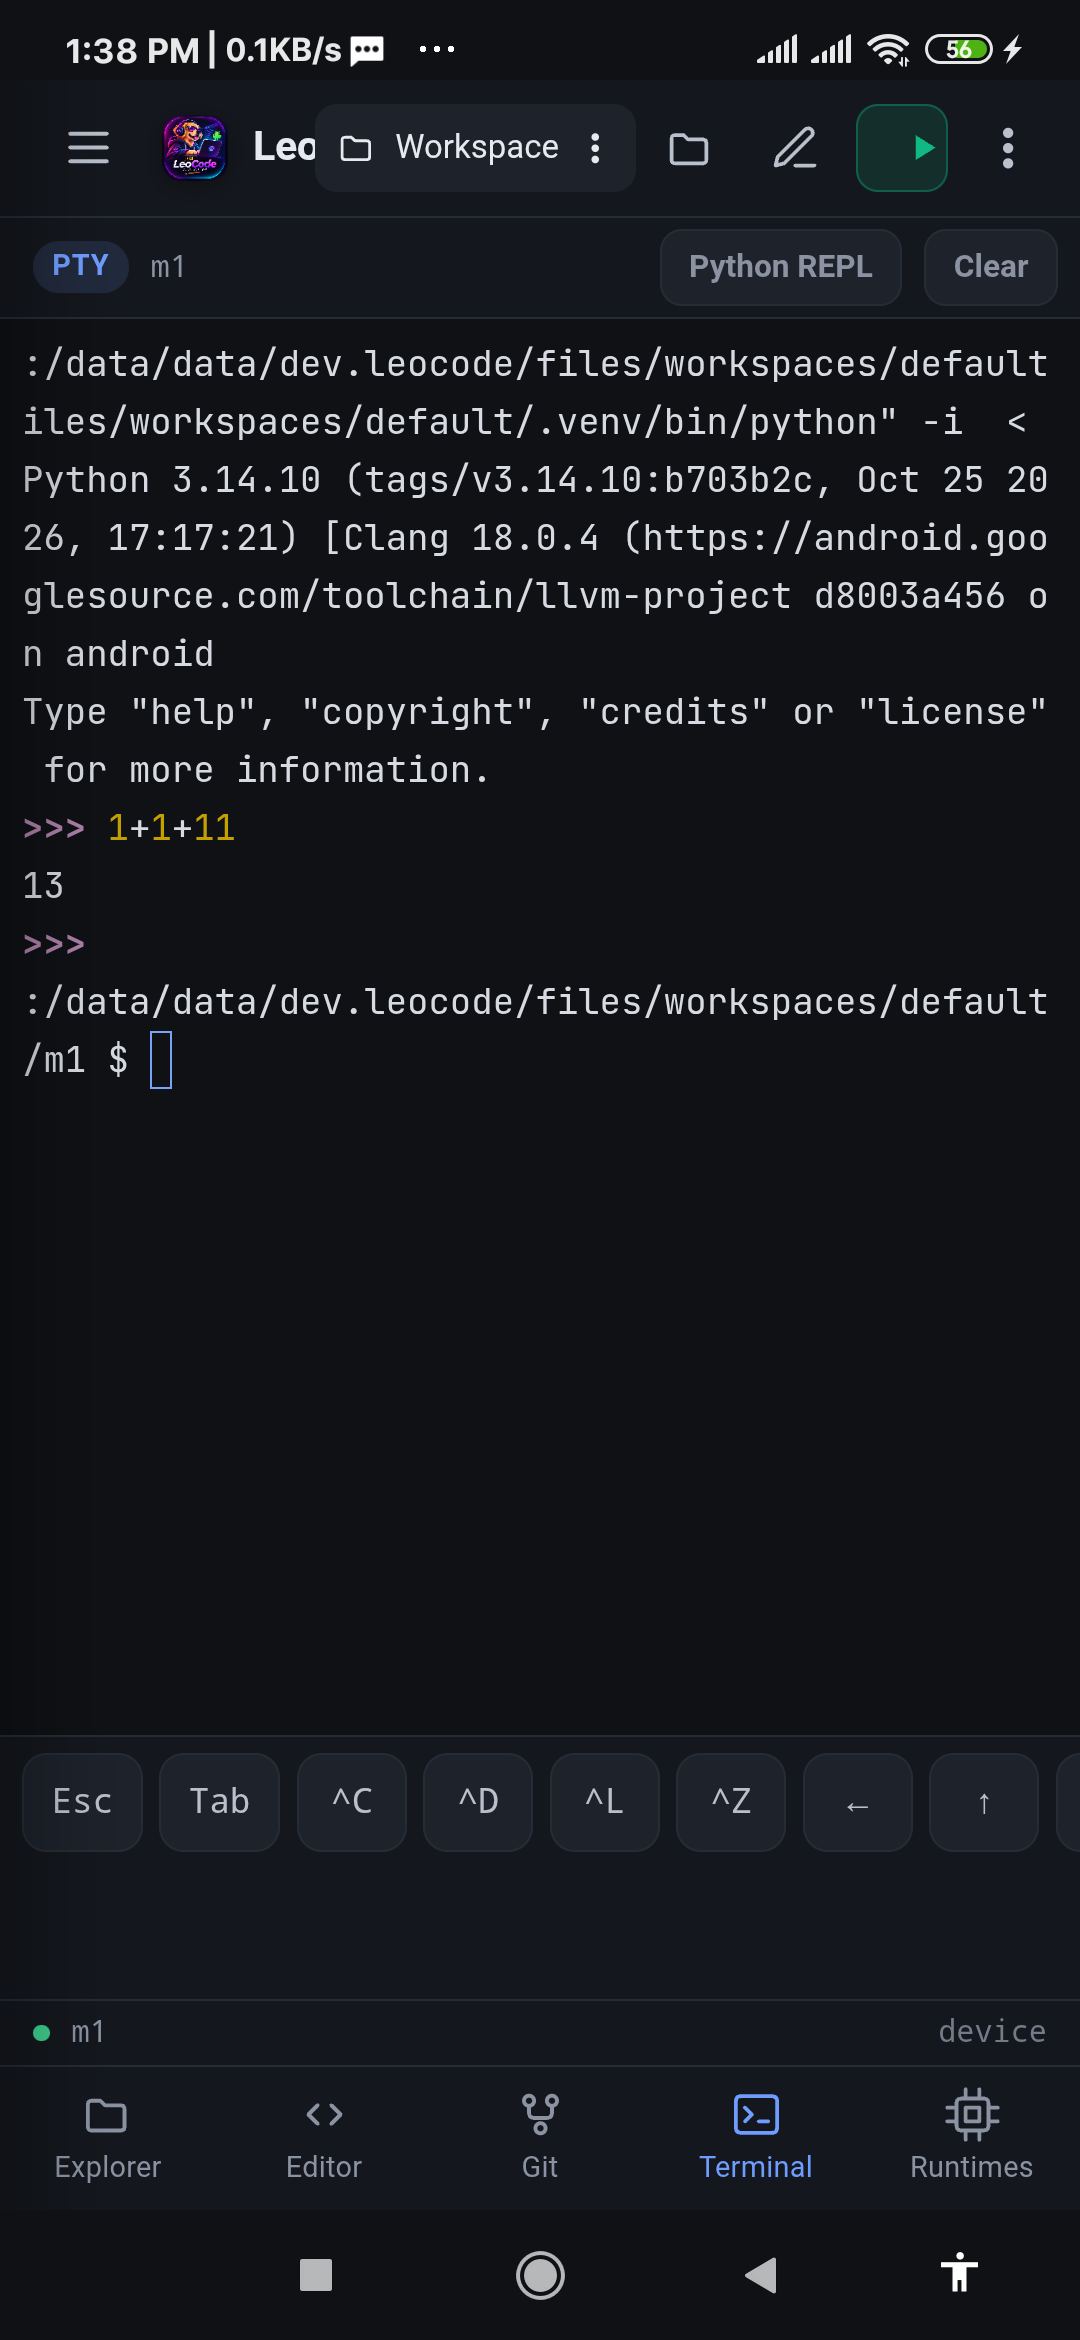 1:38 PM | 0.1KB/s ...
56
LeoCode
Leo
Workspace
PTY m1 Python REPL Clear
:/data/data/dev.leocode/files/workspaces/default
iles/workspaces/default/.venv/bin/python" -i  <
Python 3.14.10 (tags/v3.14.10:b703b2c, Oct 25 20
26, 17:17:21) [Clang 18.0.4 (https://android.goo
glesource.com/toolchain/llvm-project d8003a456 o
n android
Type "help", "copyright", "credits" or "license"
 for more information.
>>> 1+1+11
13
>>>
:/data/data/dev.leocode/files/workspaces/default
/m1 $
Esc Tab ^C ^D ^L ^Z ← ↑
m1 device
Explorer Editor Git Terminal Runtimes